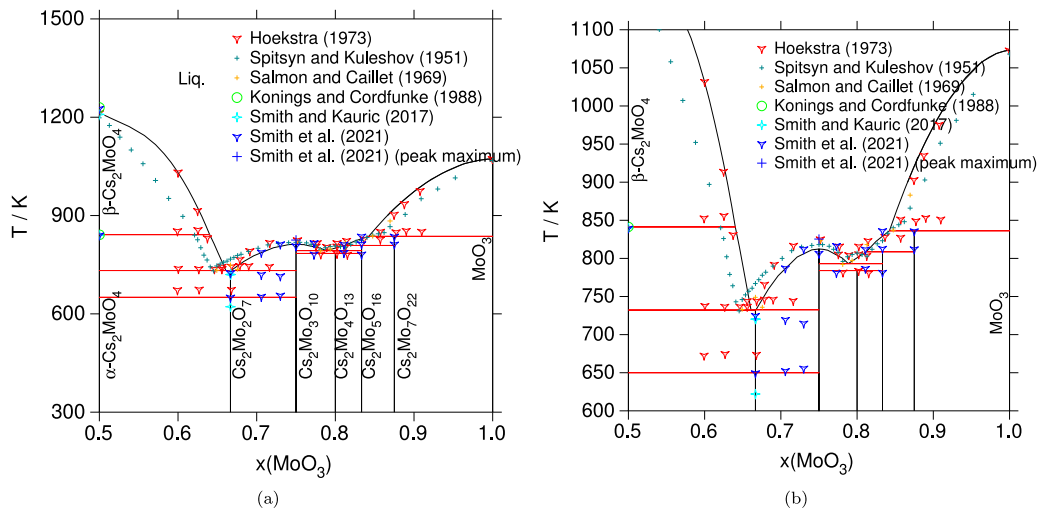 1500
1200
900
600
300
0.5
0.6
0.7
0.8
0.9
1.0
T / K
x(MoO₃)
Liq.
Hoekstra (1973)
Spitsyn and Kuleshov (1951)
Salmon and Caillet (1969)
Konings and Cordfunke (1988)
Smith and Kauric (2017)
Smith et al. (2021)
Smith et al. (2021) (peak maximum)
β-Cs₂MoO₄
α-Cs₂MoO₄
Cs₂Mo₂O₇
Cs₂Mo₃O₁₀
Cs₂Mo₄O₁₃
Cs₂Mo₅O₁₆
Cs₂Mo₇O₂₂
MoO₃
(a)
1100
1050
1000
950
900
850
800
750
700
650
600
0.5
0.6
0.7
0.8
0.9
1.0
T / K
x(MoO₃)
Hoekstra (1973)
Spitsyn and Kuleshov (1951)
Salmon and Caillet (1969)
Konings and Cordfunke (1988)
Smith and Kauric (2017)
Smith et al. (2021)
Smith et al. (2021) (peak maximum)
β-Cs₂MoO₄
MoO₃
(b)